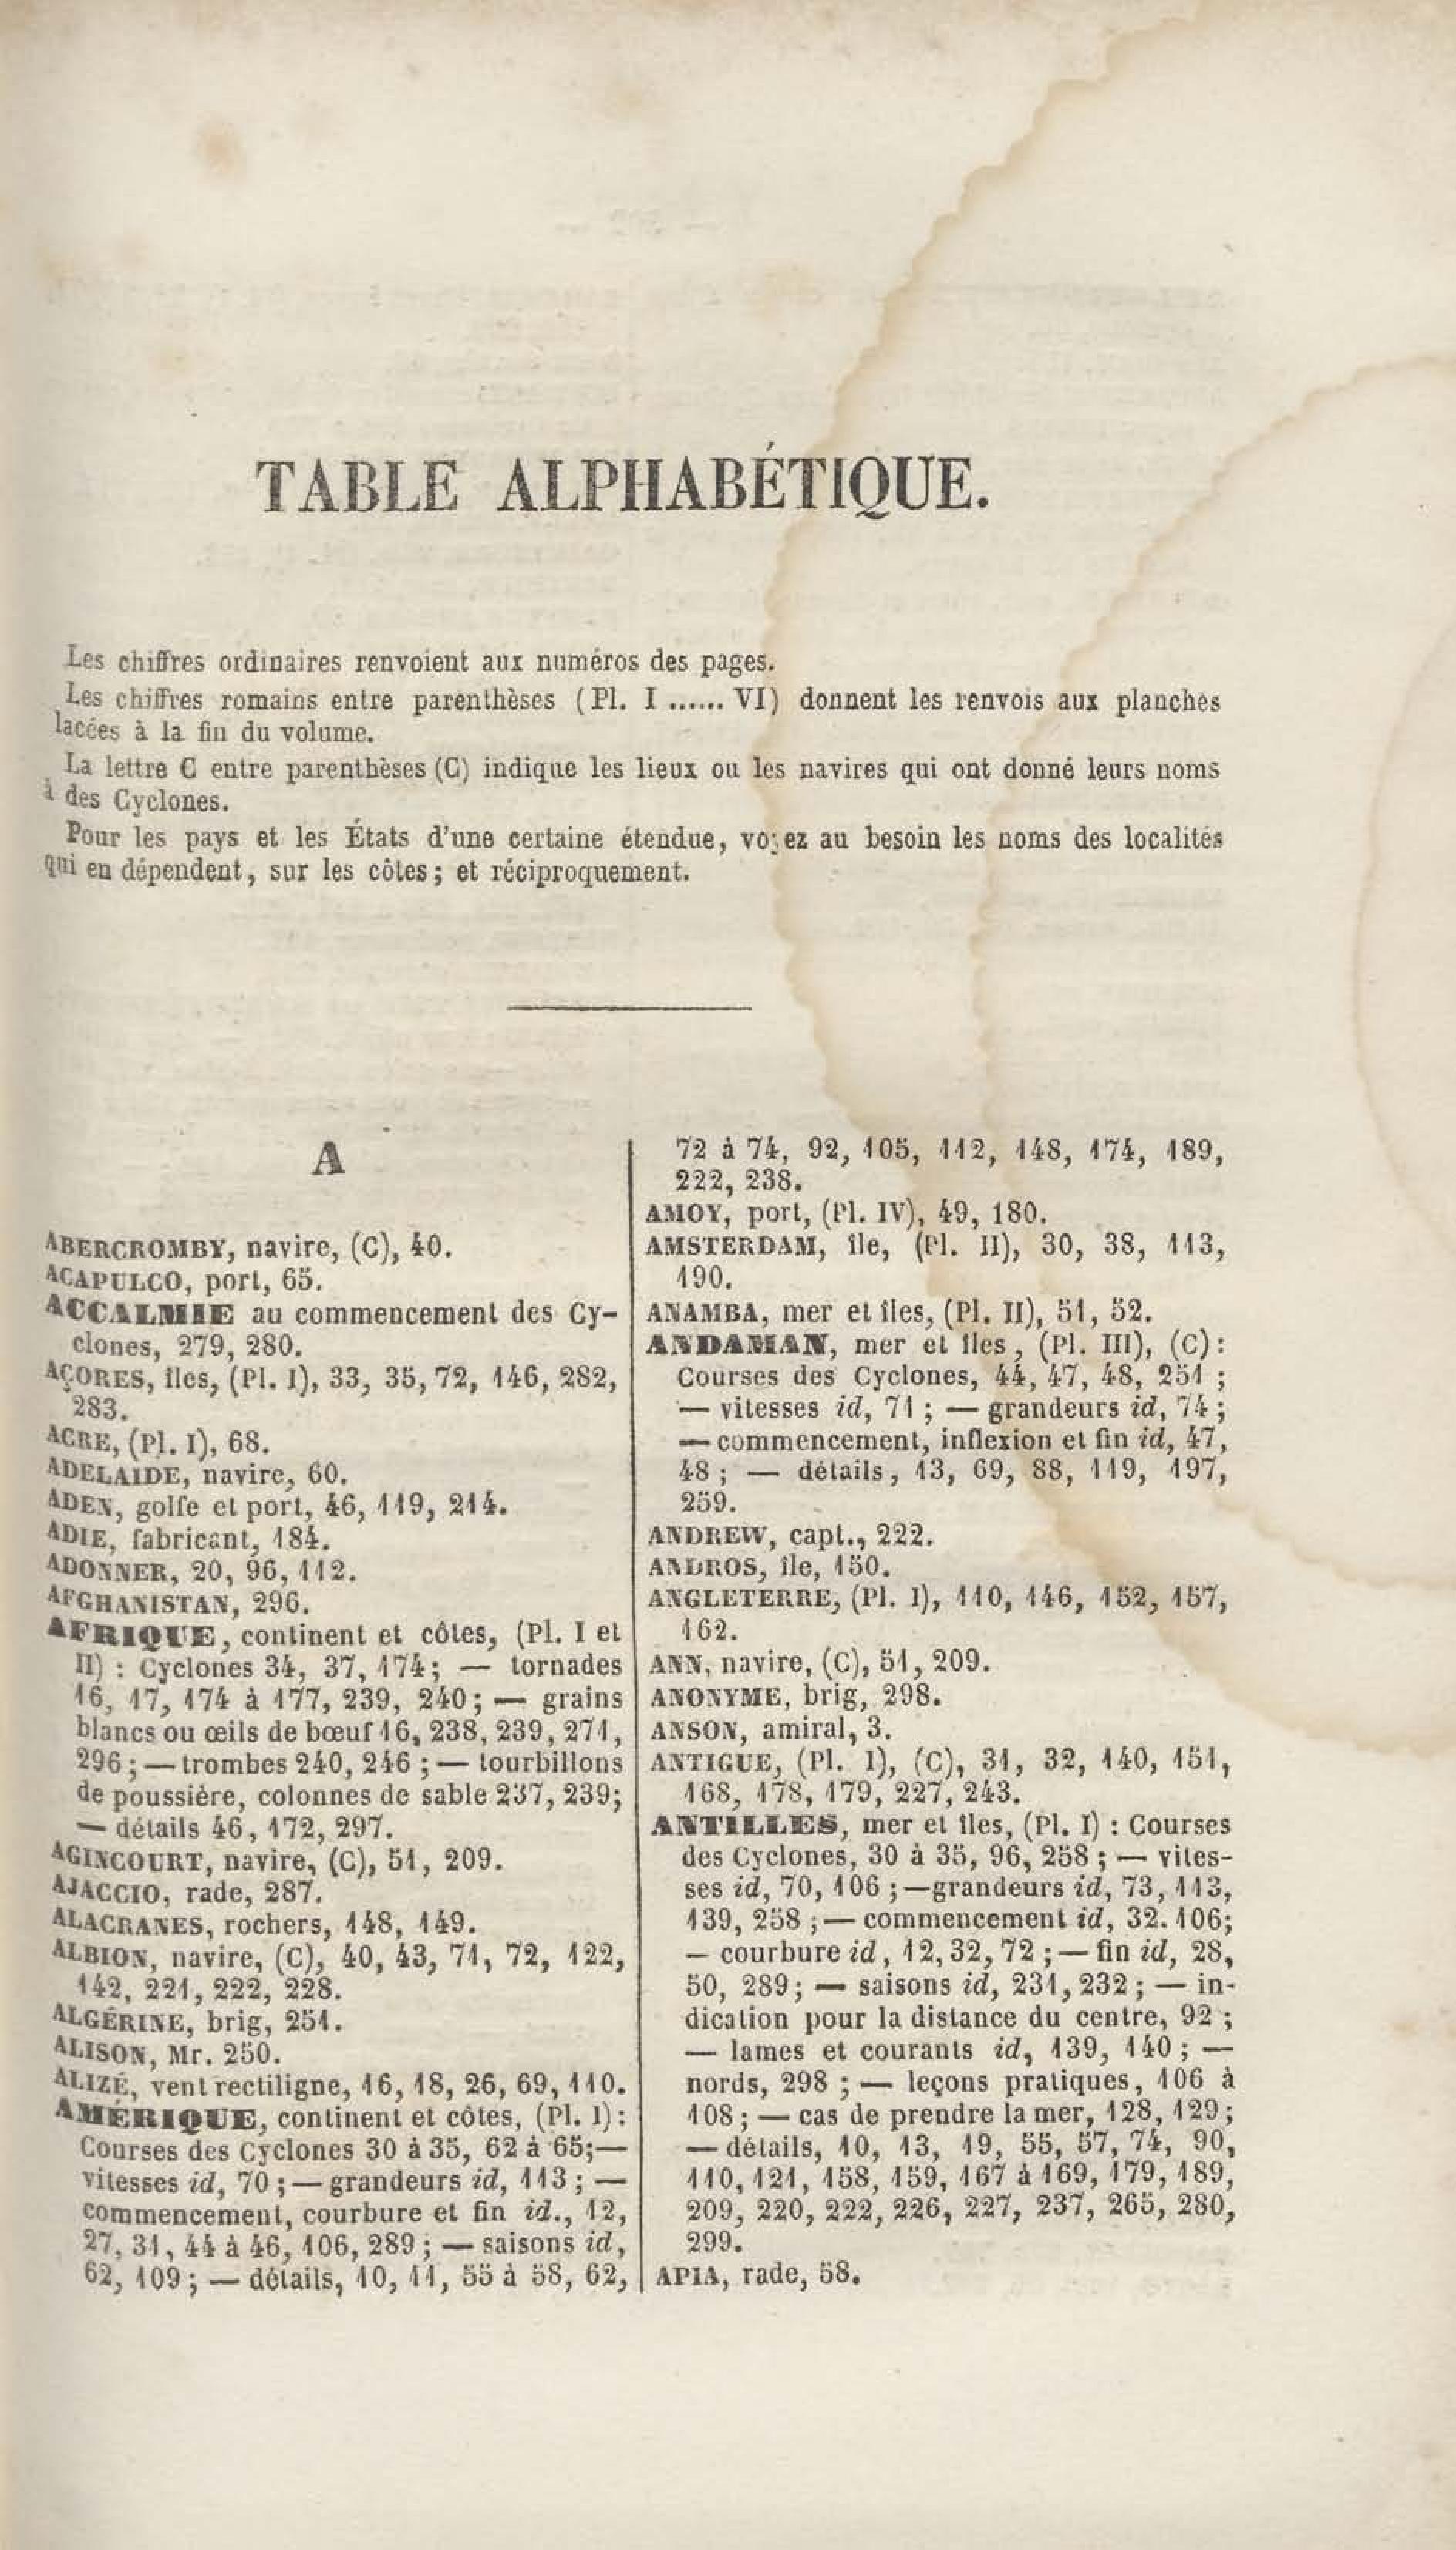 TABLE ALPHABÉTIQUE.
Les chiffres ordinaires renvoient aux numéros des pages.
Les chiffres romains entre parenthèses (Pl. I ...... VI) donnent les renvois aux planches
lacées à la fin du volume.
La lettre C entre parenthèses (C) indique les lieux ou les navires qui ont donné leurs noms
à des Cyclones.
Pour les pays et les États d'une certaine étendue, voyez au besoin les noms des localités
qui en dépendent, sur les côtes; et réciproquement.
A
ABERCROMBY, navire, (C), 40.
ACAPULCO, port, 65.
ACCALMIE au commencement des Cy-
clones, 279, 280.
AÇORES, îles, (Pl. I), 33, 35, 72, 146, 282,
283.
ACRE, (Pl. I), 68.
ADELAIDE, navire, 60.
ADEN, golfe et port, 46, 119, 214.
ADIE, fabricant, 184.
ADONNER, 20, 96, 112.
AFGHANISTAN, 296.
AFRIQUE, continent et côtes, (Pl. I et
II) : Cyclones 34, 37, 174; — tornades
16, 17, 174 à 177, 239, 240; — grains
blancs ou œils de bœuf 16, 238, 239, 271,
296; — trombes 240, 246; — tourbillons
de poussière, colonnes de sable 237, 239;
— détails 46, 172, 297.
AGINCOURT, navire, (C), 51, 209.
AJACCIO, rade, 287.
ALACRANES, rochers, 148, 149.
ALBION, navire, (C), 40, 43, 71, 72, 122,
142, 221, 222, 228.
ALGÉRINE, brig, 251.
ALISON, Mr. 250.
ALIZÉ, vent rectiligne, 16, 18, 26, 69, 110.
AMÉRIQUE, continent et côtes, (Pl. I):
Courses des Cyclones 30 à 35, 62 à 65;—
vitesses id, 70; — grandeurs id, 113; —
commencement, courbure et fin id., 12,
27, 31, 44 à 46, 106, 289; — saisons id,
62, 109; — détails, 10, 11, 55 à 58, 62,
72 à 74, 92, 105, 112, 148, 174, 189,
222, 238.
AMOY, port, (Pl. IV), 49, 180.
AMSTERDAM, île, (Pl. II), 30, 38, 113,
190.
ANAMBA, mer et îles, (Pl. II), 51, 52.
ANDAMAN, mer et îles, (Pl. III), (C):
Courses des Cyclones, 44, 47, 48, 251;
— vitesses id, 71; — grandeurs id, 74;
— commencement, inflexion et fin id, 47,
48; — détails, 13, 69, 88, 119, 197,
259.
ANDREW, capt., 222.
ANDROS, île, 150.
ANGLETERRE, (Pl. I), 110, 146, 152, 157,
162.
ANN, navire, (C), 51, 209.
ANONYME, brig, 298.
ANSON, amiral, 3.
ANTIGUE, (Pl. I), (C), 31, 32, 140, 151,
168, 178, 179, 227, 243.
ANTILLES, mer et îles, (Pl. I) : Courses
des Cyclones, 30 à 35, 96, 258; — vites-
ses id, 70, 106; —grandeurs id, 73, 113,
139, 258; — commencement id, 32. 106;
— courbure id, 12, 32, 72; — fin id, 28,
50, 289; — saisons id, 231, 232; — in-
dication pour la distance du centre, 92;
— lames et courants id, 139, 140; —
nords, 298; — leçons pratiques, 106 à
108; — cas de prendre la mer, 128, 129;
— détails, 10, 13, 19, 55, 57, 74, 90,
110, 121, 158, 159, 167 à 169, 179, 189,
209, 220, 222, 226, 227, 237, 265, 280,
299.
APIA, rade, 58.